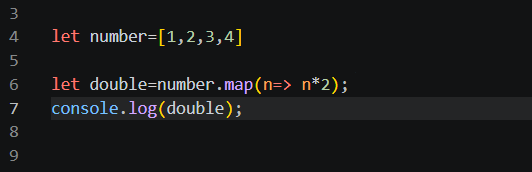 3
4 let number=[1,2,3,4]
5
6 let double=number.map(n=> n*2);
7 console.log(double);
8
9